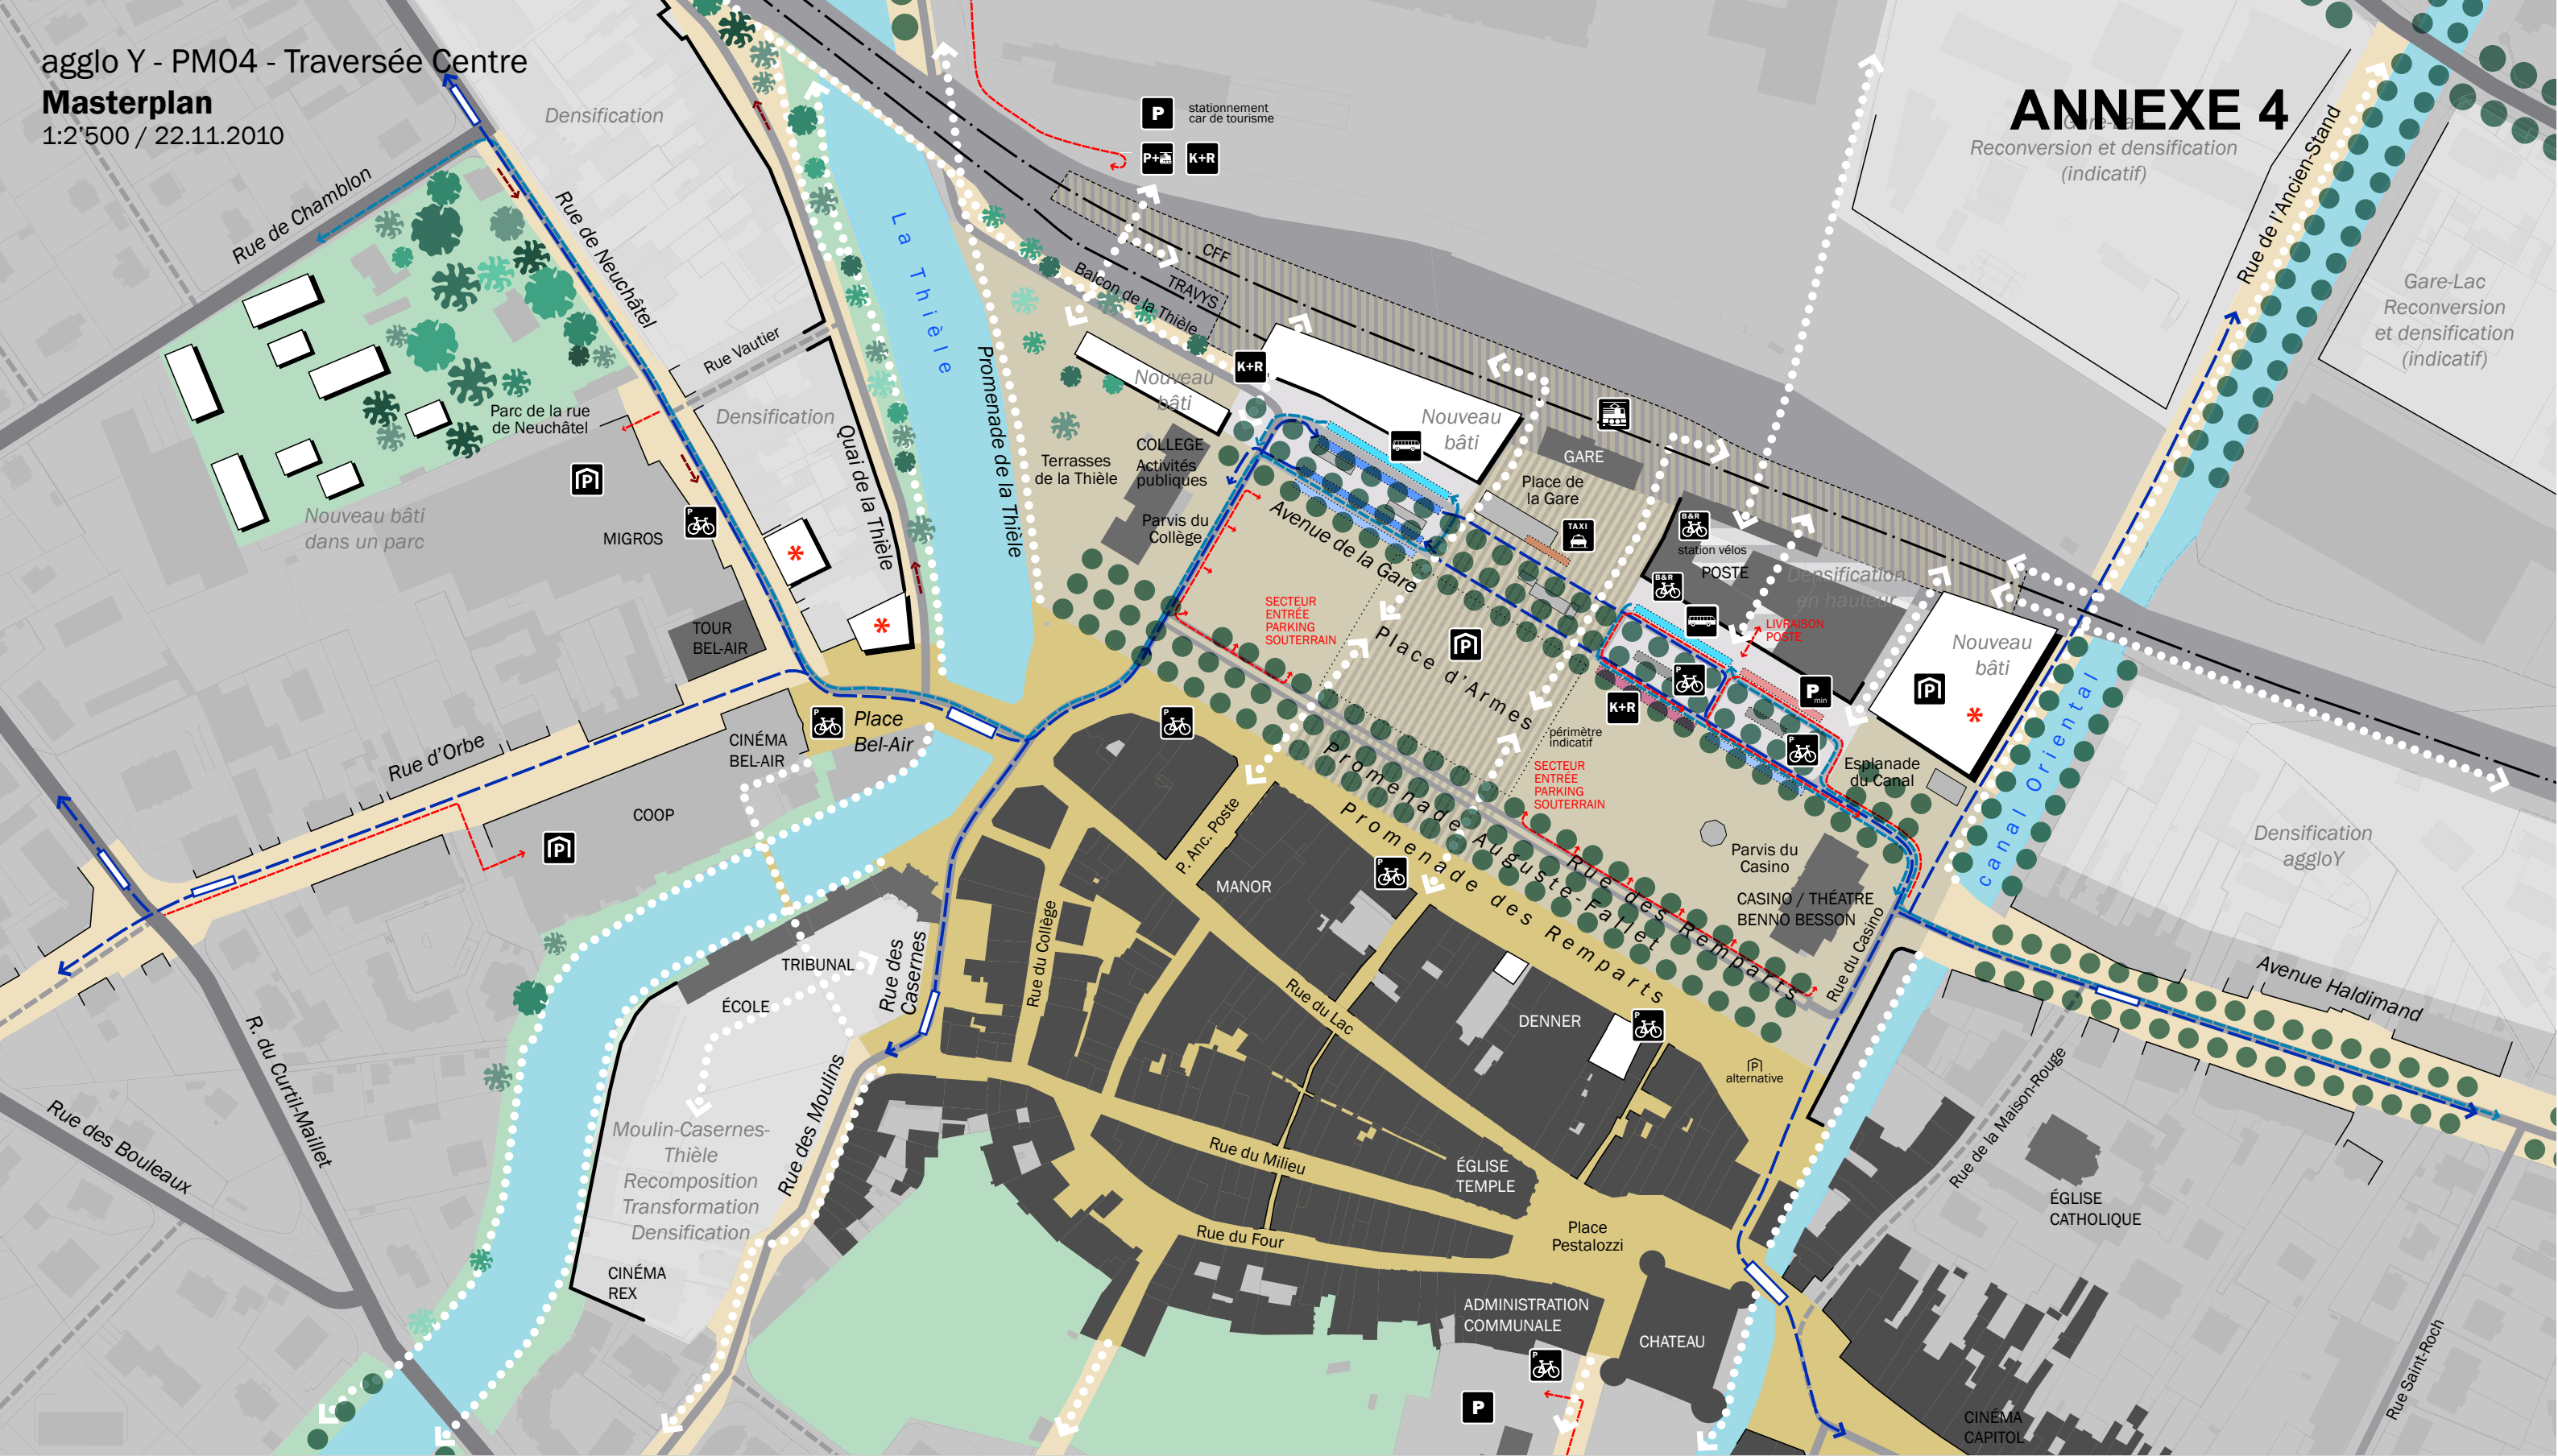 agglo Y - PM04 - Traversée Centre
Masterplan
1:2'500 / 22.11.2010
ANNEXE 4
Densification
P
stationnement
car de tourisme
P+
K+R
Gare-Lac
Reconversion et densification
(indicatif)
Rue de l'Ancien-Stand
Gare-Lac
Reconversion
et densification
(indicatif)
Rue de Chamblon
Rue de Neuchâtel
La Thièle
CFF
TRAVYS
Balcon de la Thièle
Rue Vautier
Promenade de la Thièle
K+R
Nouveau
bâti
Nouveau
bâti
Densification
Parc de la rue
de Neuchâtel
Quai de la Thièle
COLLEGE
Activités
publiques
Terrasses
de la Thièle
GARE
Place de
la Gare
P
Nouveau bâti
dans un parc
MIGROS
P
Parvis du
Collège
Avenue de la Gare
TAXI
B&R
station vélos
POSTE
B&R
Densification
en hauteur
*
*
TOUR
BEL-AIR
SECTEUR
ENTRÉE
PARKING
SOUTERRAIN
Place d'Armes
P
LIVRAISON
POSTE
Nouveau
bâti
P
*
P
P min
K+R
périmètre
indicatif
P
Place
Bel-Air
P
P
CINÉMA
BEL-AIR
Rue d'Orbe
COOP
P
SECTEUR
ENTRÉE
PARKING
SOUTERRAIN
P
Esplanade
du Canal
canal Oriental
Densification
aggloY
P. Anc. Poste
MANOR
P
Promenade Auguste-Fallet
Promenade des Remparts
Rue des Remparts
Parvis du
Casino
CASINO / THÉATRE
BENNO BESSON
Rue du Casino
TRIBUNAL
ÉCOLE
Rue des
Casernes
Rue du Collège
Rue du Lac
DENNER
P
P
alternative
Avenue Haldimand
R. du Curtil-Maillet
Rue des Bouleaux
Rue des Moulins
Moulin-Casernes-
Thièle
Recomposition
Transformation
Densification
Rue du Milieu
ÉGLISE
TEMPLE
Rue du Four
Place
Pestalozzi
Rue de la Maison-Rouge
ÉGLISE
CATHOLIQUE
CINÉMA
REX
ADMINISTRATION
COMMUNALE
CHATEAU
P
P
Rue Saint-Roch
CINÉMA
CAPITOL